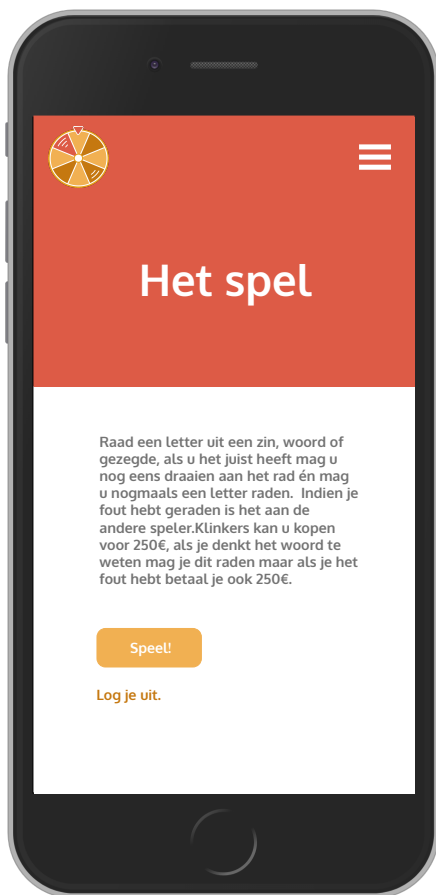 Het spel
Raad een letter uit een zin, woord of
gezegde, als u het juist heeft mag u
nog eens draaien aan het rad én mag
u nogmaals een letter raden.  Indien je
fout hebt geraden is het aan de
andere speler.Klinkers kan u kopen
voor 250€, als je denkt het woord te
weten mag je dit raden maar als je het
fout hebt betaal je ook 250€.
Speel!
Log je uit.